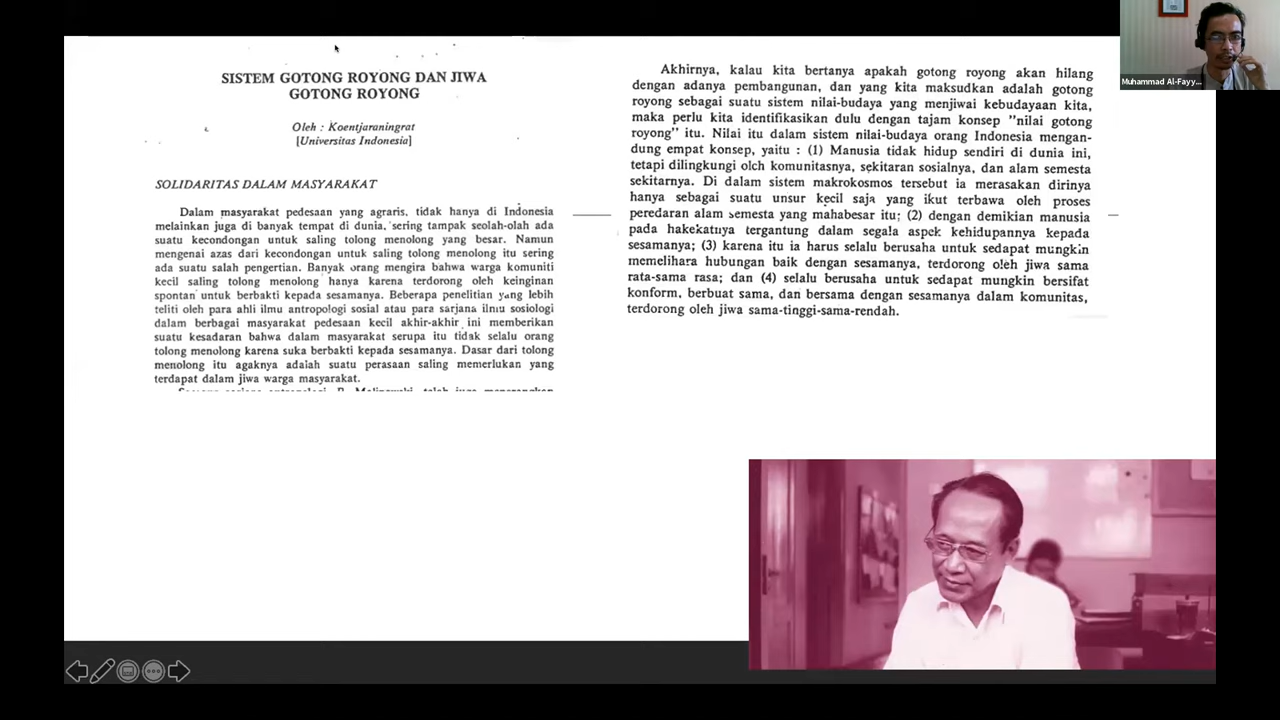 SISTEM GOTONG ROYONG DAN JIWA
GOTONG ROYONG
Oleh : Koentjaraningrat
[Universitas Indonesia]
SOLIDARITAS DALAM MASYARAKAT
Dalam masyarakat pedesaan yang agraris, tidak hanya di Indonesia
melainkan juga di banyak tempat di dunia, sering tampak seolah-olah ada
suatu kecondongan untuk saling tolong menolong yang besar. Namun
mengenai azas dari kecondongan untuk saling tolong menolong itu sering
ada suatu salah pengertian. Banyak orang mengira bahwa warga komuniti
kecil saling tolong menolong hanya karena terdorong oleh keinginan
spontan untuk berbakti kepada sesamanya. Beberapa penelitian yang lebih
teliti oleh para ahli ilmu antropologi sosial atau para sarjana ilmu sosiologi
dalam berbagai masyarakat pedesaan kecil akhir-akhir ini memberikan
suatu kesadaran bahwa dalam masyarakat serupa itu tidak selalu orang
tolong menolong karena suka berbakti kepada sesamanya. Dasar dari tolong
menolong itu agaknya adalah suatu perasaan saling memerlukan yang
terdapat dalam jiwa warga masyarakat.
Akhirnya, kalau kita bertanya apakah gotong royong akan hilang
dengan adanya pembangunan, dan yang kita maksudkan adalah gotong
royong sebagai suatu sistem nilai-budaya yang menjiwai kebudayaan kita,
maka perlu kita identifikasikan dulu dengan tajam konsep "nilai gotong
royong" itu. Nilai itu dalam sistem nilai-budaya orang Indonesia mengan-
dung empat konsep, yaitu : (1) Manusia tidak hidup sendiri di dunia ini,
tetapi dilingkungi oleh komunitasnya, sekitaran sosialnya, dan alam semesta
sekitarnya. Di dalam sistem makrokosmos tersebut ia merasakan dirinya
hanya sebagai suatu unsur kecil saja yang ikut terbawa oleh proses
peredaran alam semesta yang mahabesar itu; (2) dengan demikian manusia
pada hakekatnya tergantung dalam segala aspek kehidupannya kepada
sesamanya; (3) karena itu ia harus selalu berusaha untuk sedapat mungkin
memelihara hubungan baik dengan sesamanya, terdorong oleh jiwa sama
rata-sama rasa; dan (4) selalu berusaha untuk sedapat mungkin bersifat
konform, berbuat sama, dan bersama dengan sesamanya dalam komunitas,
terdorong oleh jiwa sama-tinggi-sama-rendah.
Muhammad Al-Fayy...